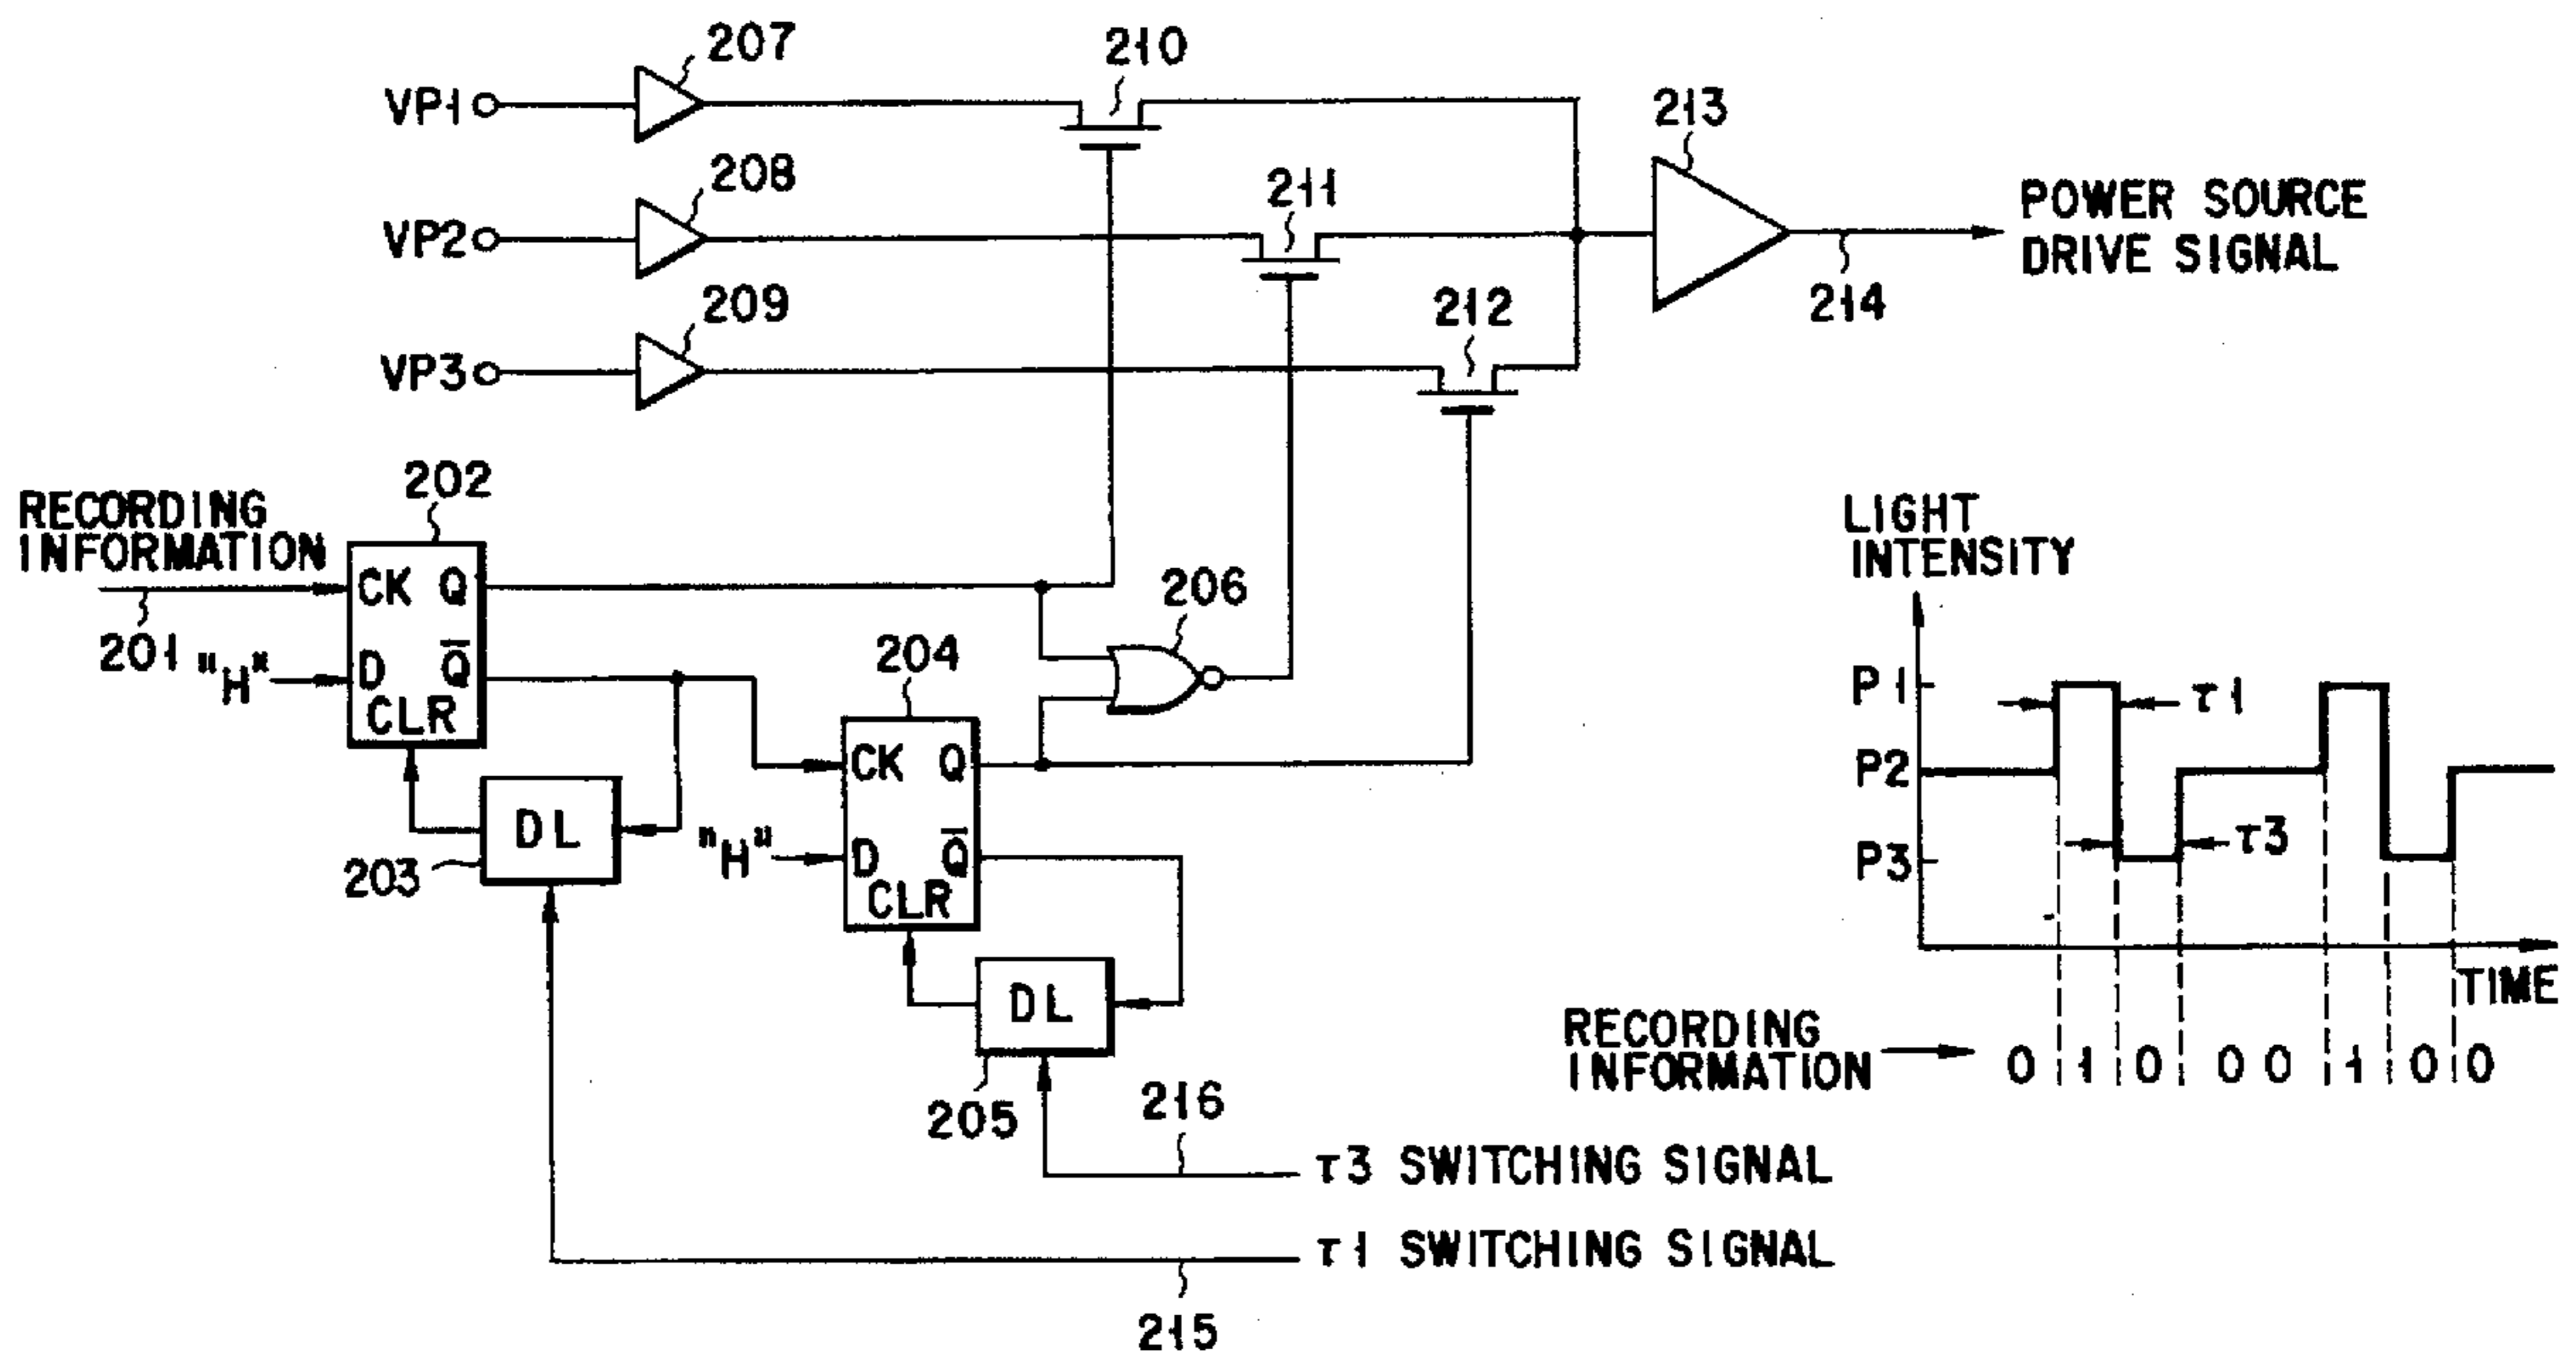 207
210
VP1
213
208
211
POWER SOURCE
VP2
DRIVE SIGNAL
209
212
214
VP3
202
RECORDING
INFORMATION
LIGHT
INTENSITY
CK Q
206
201
"H"
D Q̅
CLR
204
P1
τ1
CK Q
P2
DL
203
"H"
D Q̅
CLR
τ3
P3
DL
TIME
RECORDING
INFORMATION
0 1 0 0 0 1 0 0
205
216
τ3 SWITCHING SIGNAL
τ1 SWITCHING SIGNAL
215